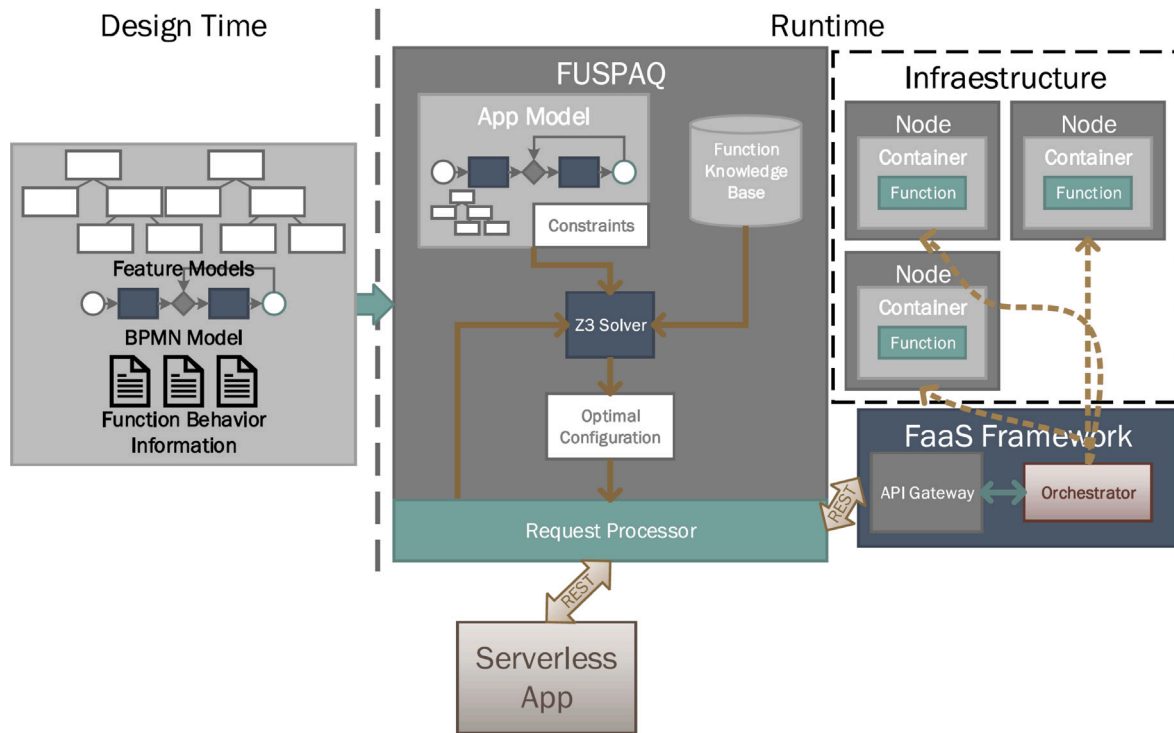 Design Time
Runtime
Feature Models
BPMN Model
Function Behavior
Information
FUSPAQ
App Model
Constraints
Function
Knowledge
Base
Z3 Solver
Optimal
Configuration
Request Processor
REST
Serverless
App
Infraestructure
Node
Container
Function
Node
Container
Function
Node
Container
Function
REST
FaaS Framework
API Gateway
Orchestrator